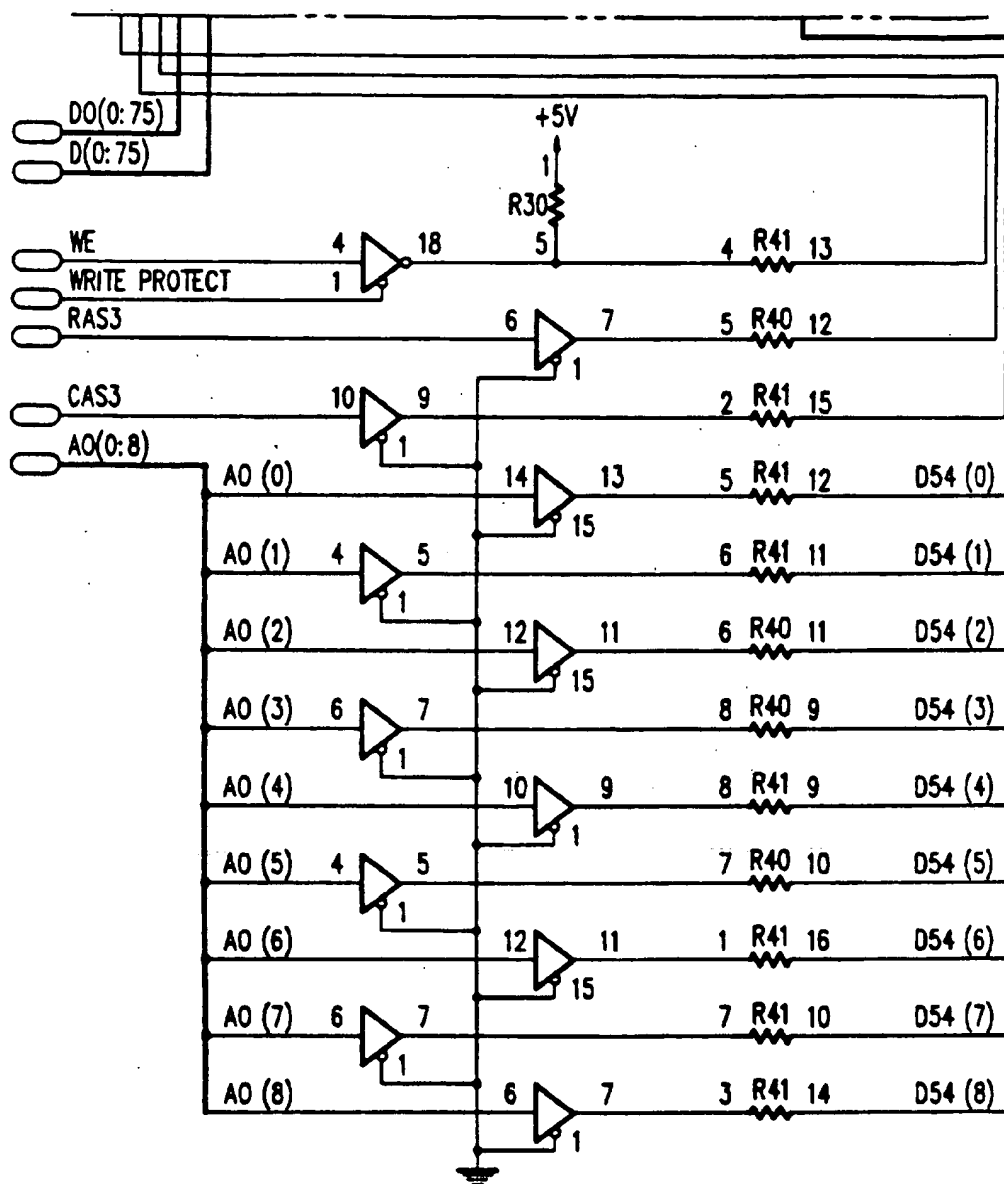 DO(0:75)
D(0:75)
+5V
1
R30
5
WE 4 18 4 R41 13
WRITE PROTECT 1
RAS3 6 7 5 R40 12
1
CAS3 10 9 2 R41 15
1
AO(0:8)
AO (0) 14 13 5 R41 12 D54 (0)
15
AO (1) 4 5 6 R41 11 D54 (1)
1
AO (2) 12 11 6 R40 11 D54 (2)
15
AO (3) 6 7 8 R40 9 D54 (3)
1
AO (4) 10 9 8 R41 9 D54 (4)
1
AO (5) 4 5 7 R40 10 D54 (5)
1
AO (6) 12 11 1 R41 16 D54 (6)
15
AO (7) 6 7 7 R41 10 D54 (7)
1
AO (8) 6 7 3 R41 14 D54 (8)
1